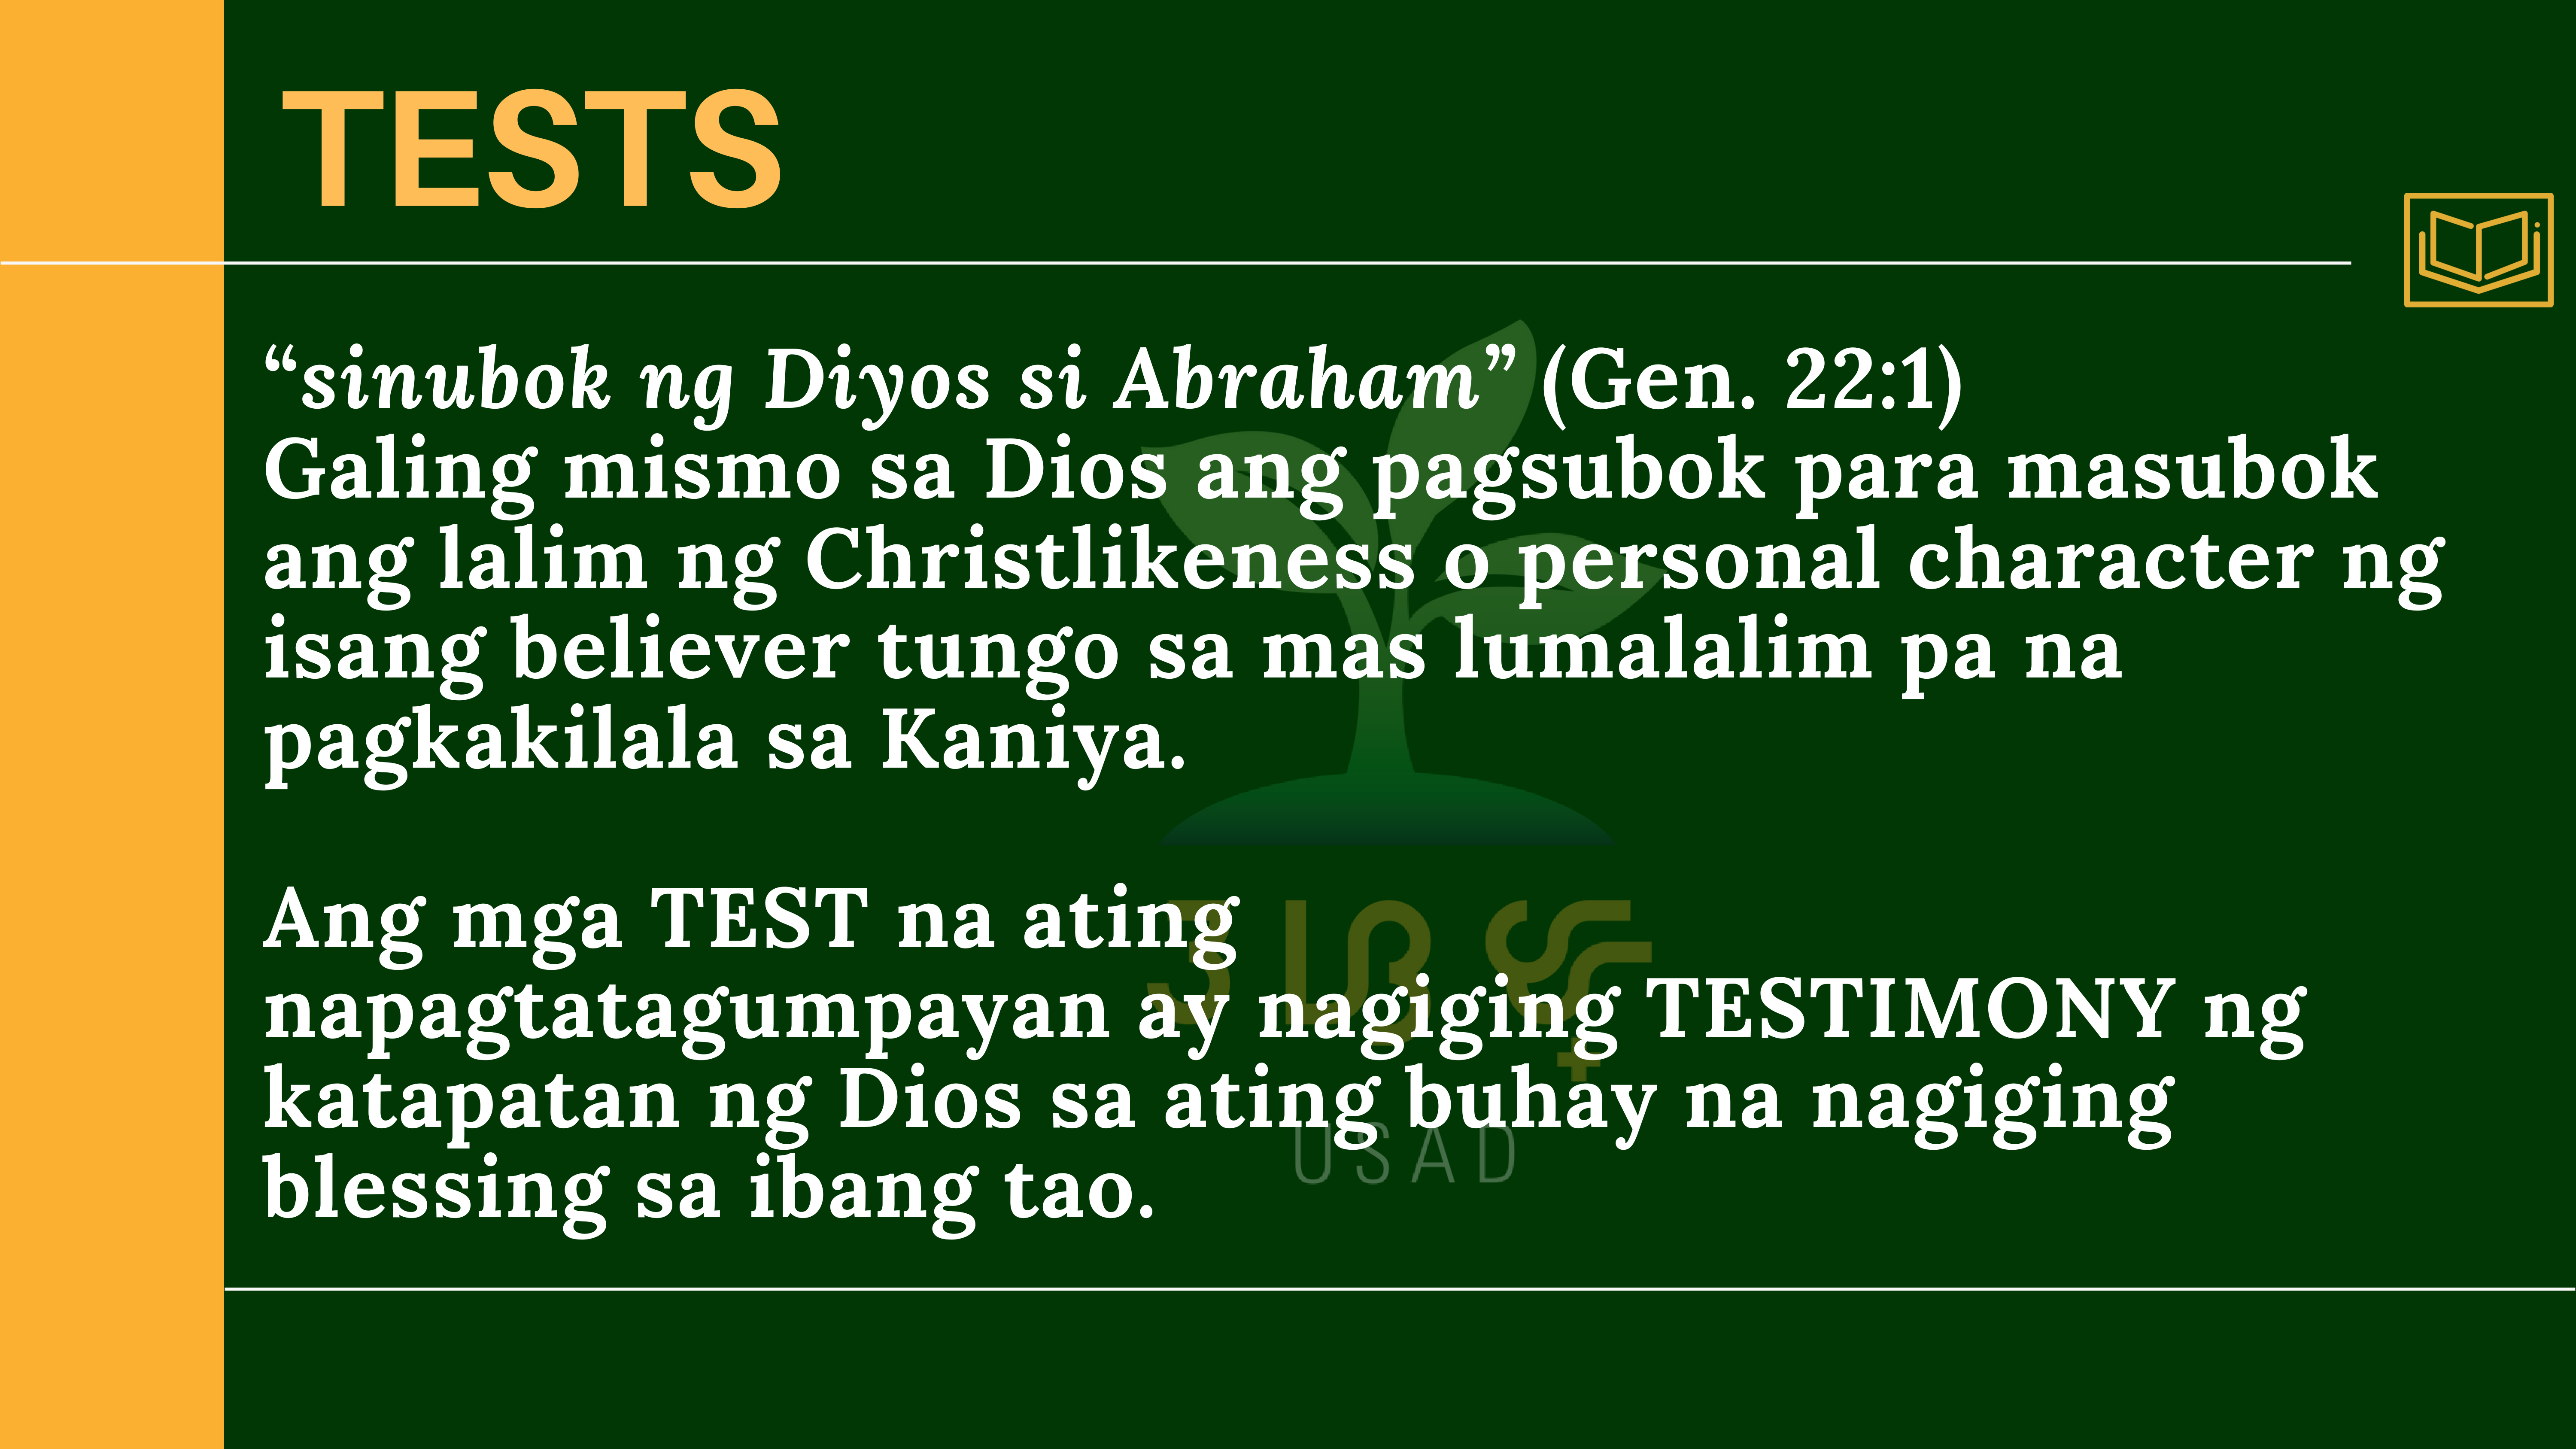 TESTS
“sinubok ng Diyos si Abraham” (Gen. 22:1)
Galing mismo sa Dios ang pagsubok para masubok
ang lalim ng Christlikeness o personal character ng
isang believer tungo sa mas lumalalim pa na
pagkakilala sa Kaniya.
Ang mga TEST na ating
napagtatagumpayan ay nagiging TESTIMONY ng
katapatan ng Dios sa ating buhay na nagiging
blessing sa ibang tao.
USAD